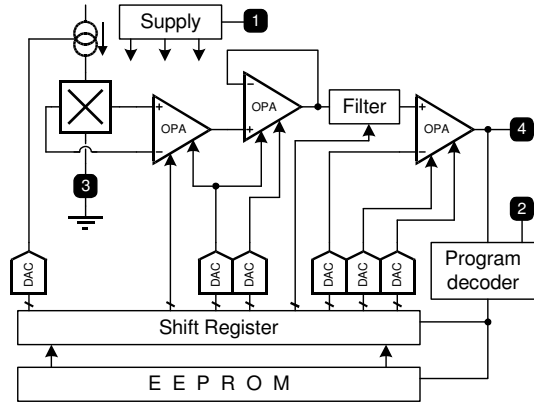 Supply
1
+
−
OPA
−
+
OPA
Filter
+
−
OPA
4
3
2
DAC
DAC
DAC
DAC
DAC
DAC
Program
decoder
Shift Register
E E P R O M